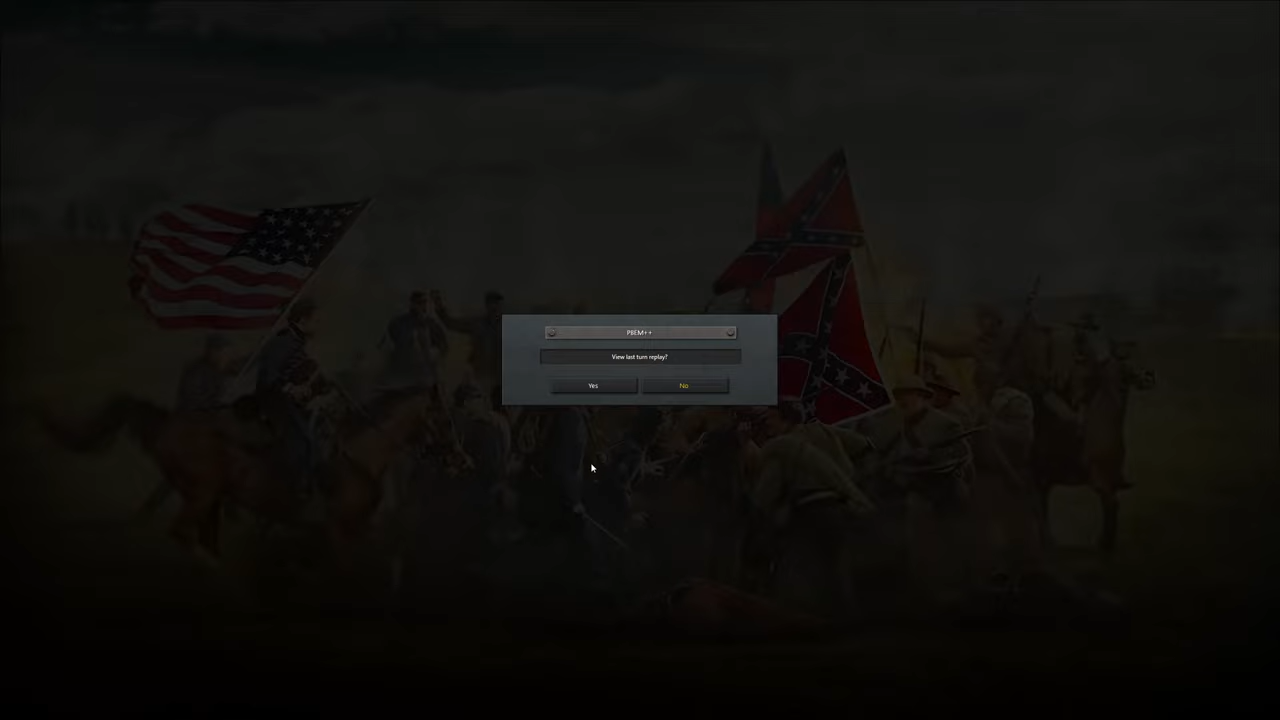 PBEM++
View last turn replay?
Yes
No